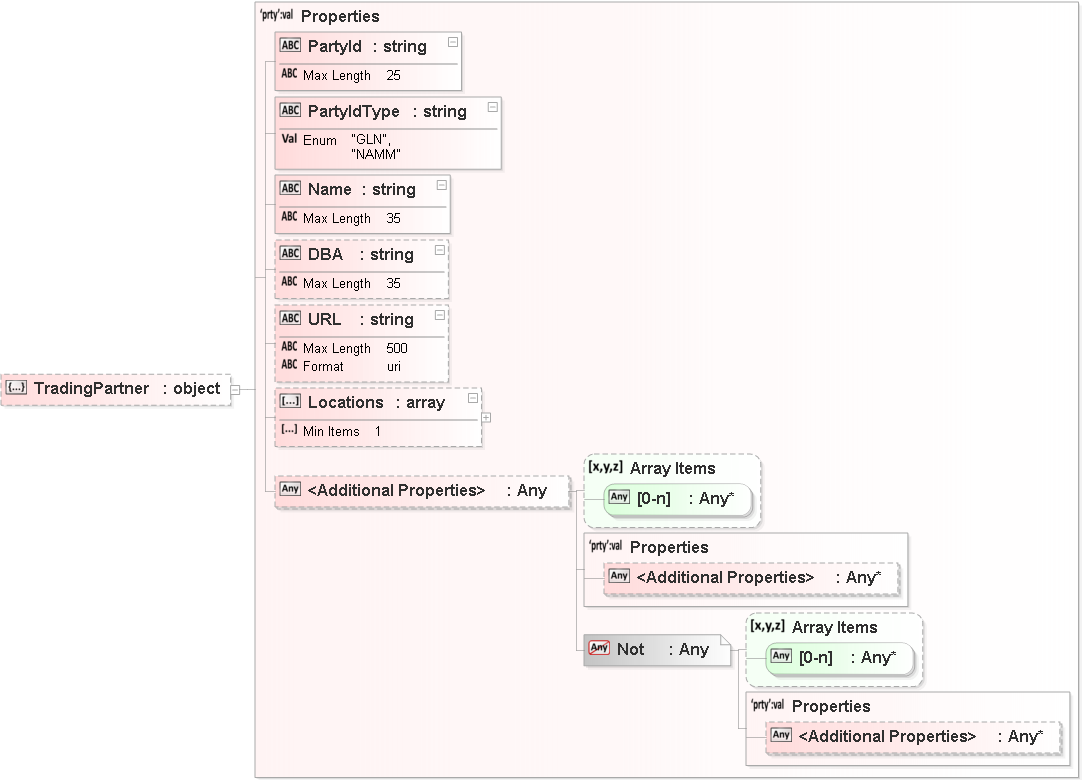 'prty':val Properties
ABC PartyId : string
ABC Max Length 25
ABC PartyIdType : string
Val Enum "GLN",
"NAMM"
ABC Name : string
ABC Max Length 35
ABC DBA : string
ABC Max Length 35
ABC URL : string
ABC Max Length 500
ABC Format uri
{...} TradingPartner : object
[...] Locations : array
[...] Min Items 1
[x,y,z] Array Items
Any <Additional Properties> : Any
Any [0-n] : Any*
'prty':val Properties
Any <Additional Properties> : Any*
Any Not : Any
[x,y,z] Array Items
Any [0-n] : Any*
'prty':val Properties
Any <Additional Properties> : Any*